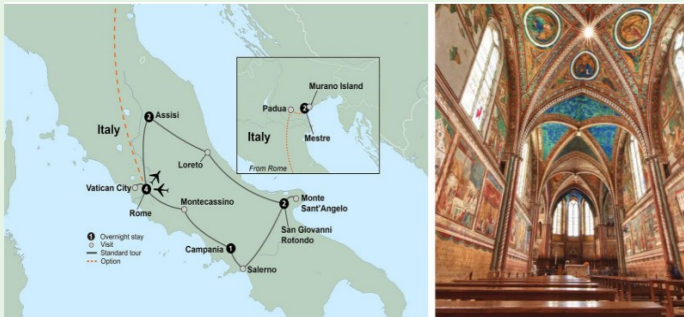 Italy
2
Assisi
Loreto
Vatican City
4
Rome
Montecassino
2
Monte
Sant'Angelo
San Giovanni
Rotondo
Campania
1
Salerno
1 Overnight stay
Visit
Standard tour
Option
Murano Island
Padua
2
Italy
Mestre
From Rome